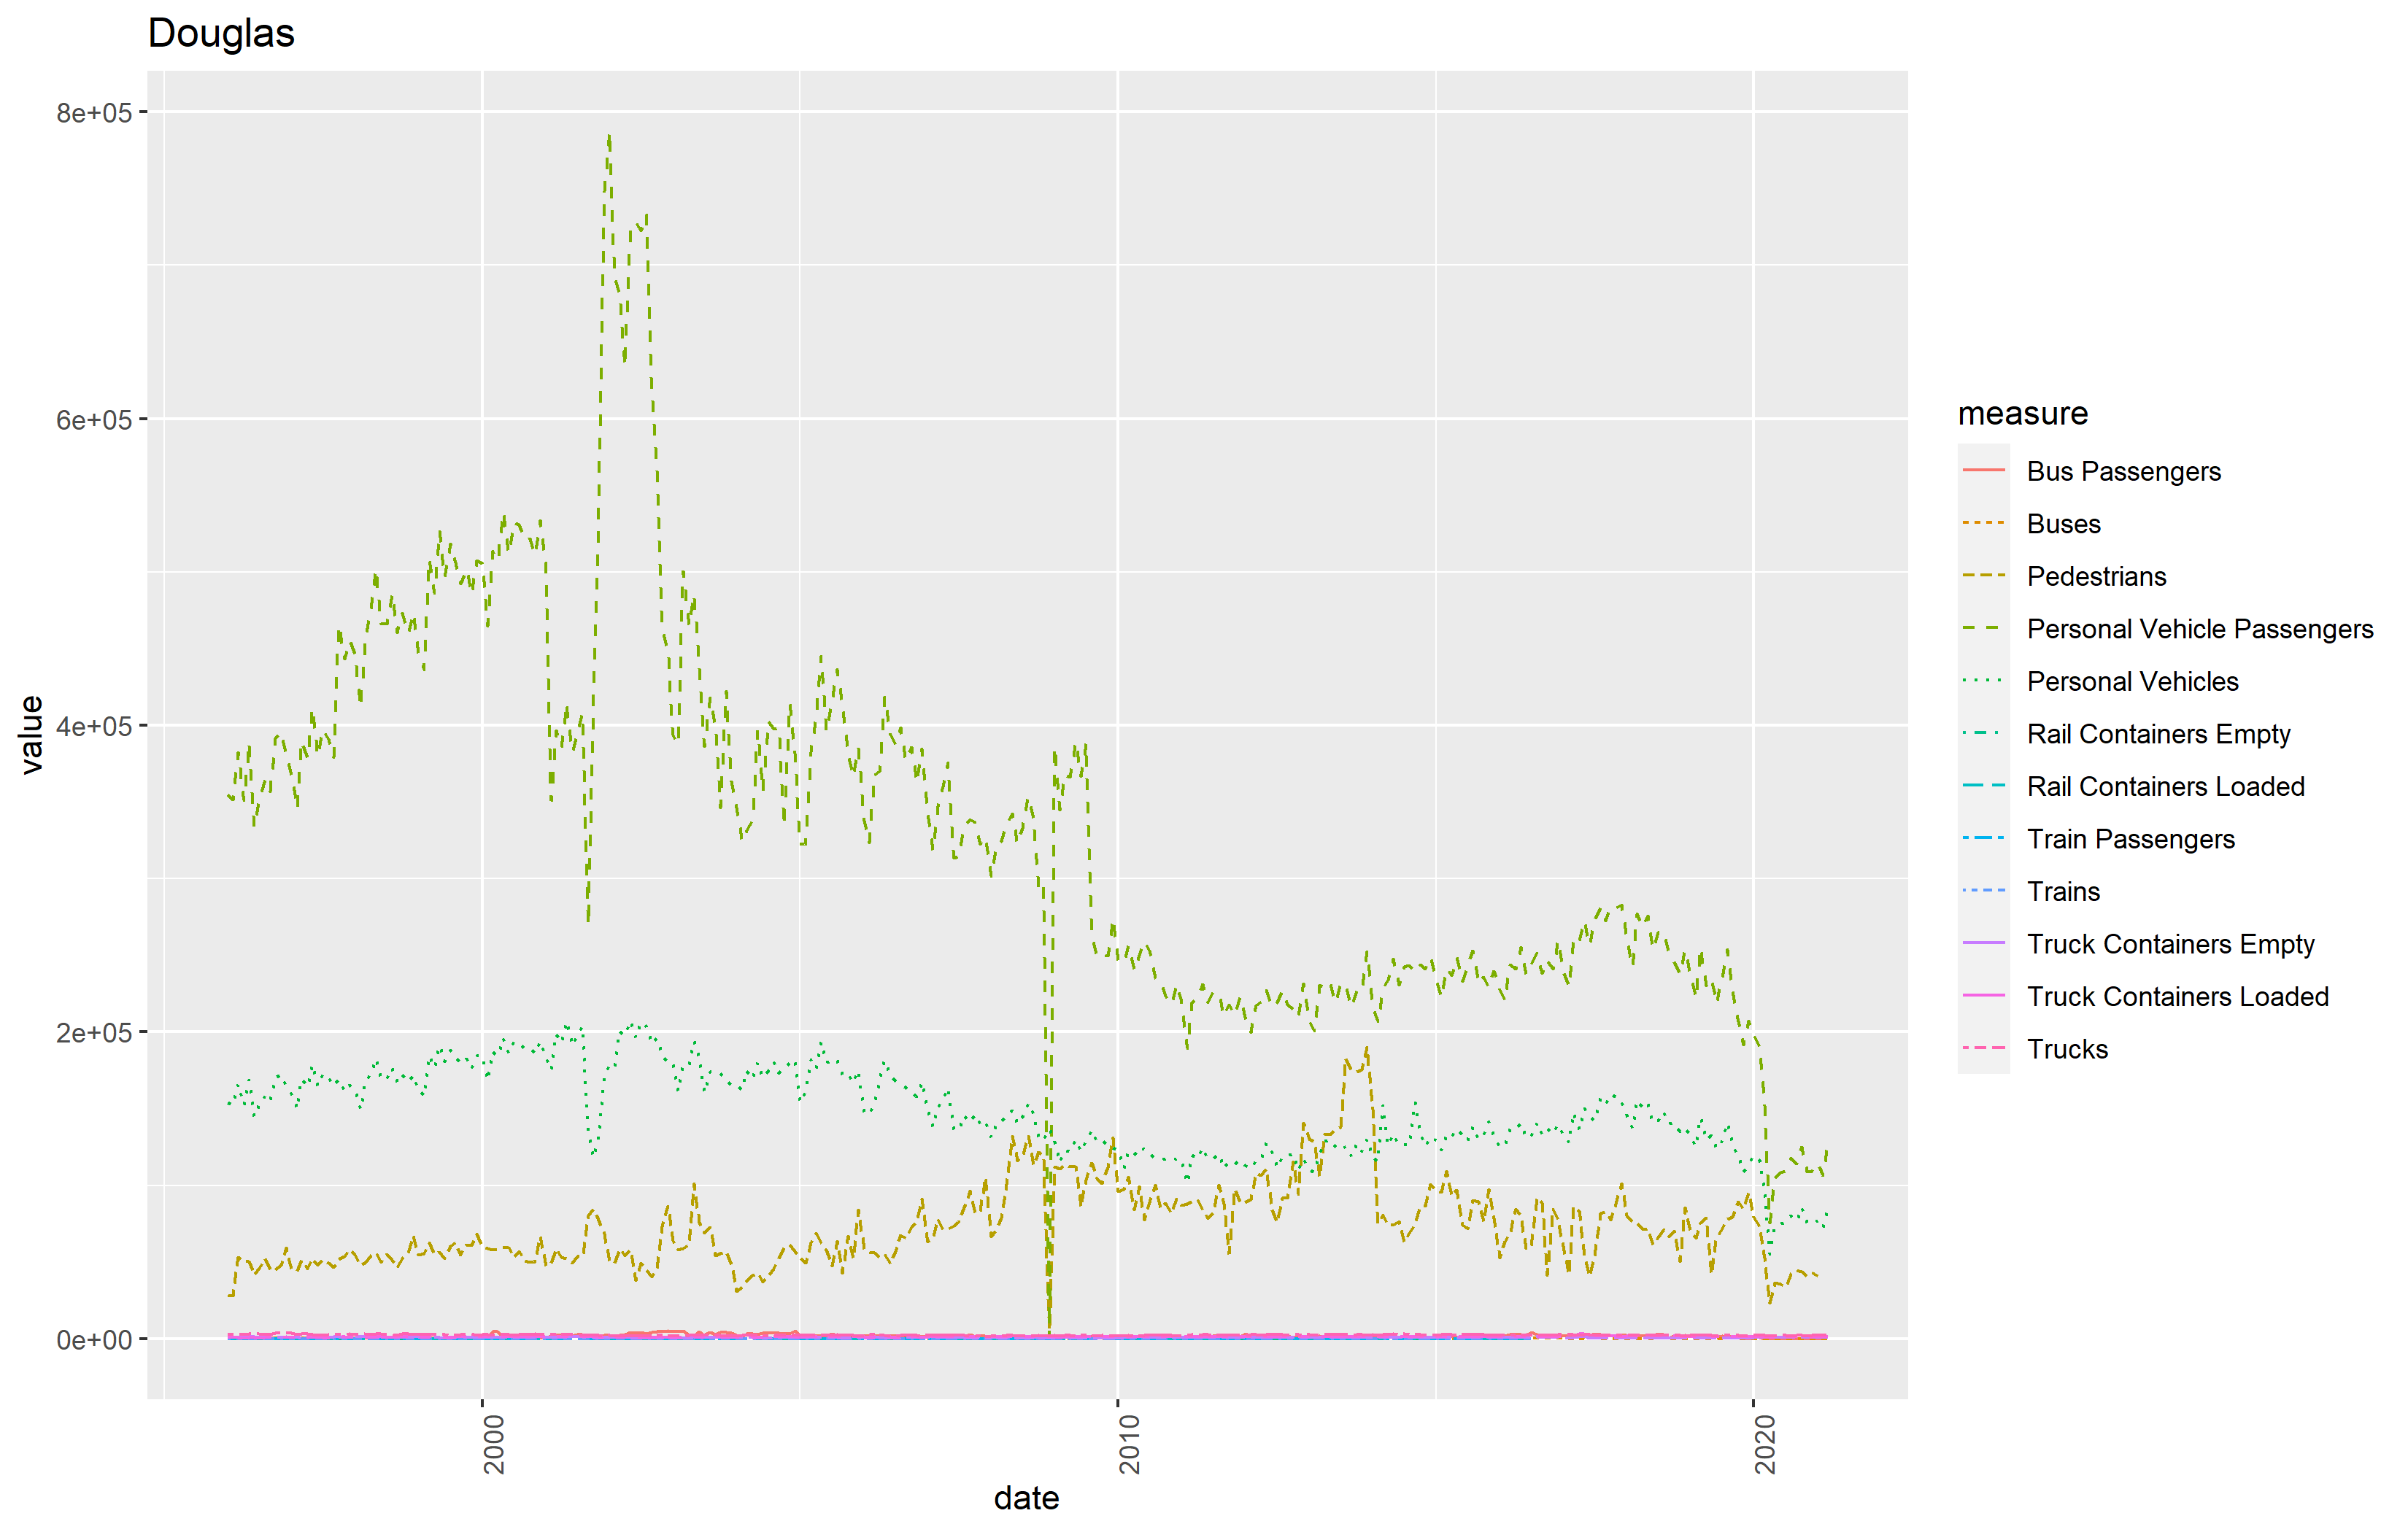 Douglas
8e+05
6e+05
4e+05
2e+05
0e+00
value
2000
2010
2020
date
measure
Bus Passengers
Buses
Pedestrians
Personal Vehicle Passengers
Personal Vehicles
Rail Containers Empty
Rail Containers Loaded
Train Passengers
Trains
Truck Containers Empty
Truck Containers Loaded
Trucks